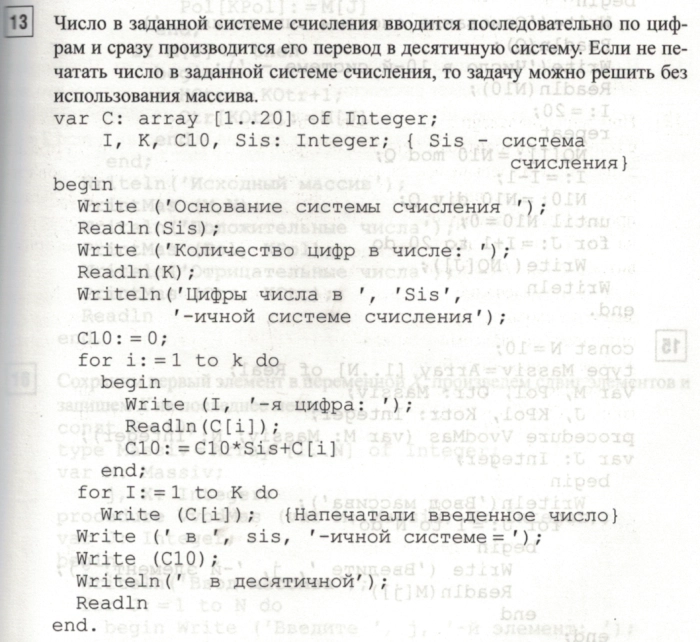 13 Число в заданной системе счисления вводится последовательно по циф-
рам и сразу производится его перевод в десятичную систему. Если не пе-
чатать число в заданной системе счисления, то задачу можно решить без
использования массива.
var C: array [1..20] of Integer;
I, K, C10, Sis: Integer; { Sis - система
счисления}
begin
Write ('Основание системы счисления ');
Readln(Sis);
Write ('Количество цифр в числе: ');
Readln(K);
Writeln('Цифры числа в ', 'Sis',
'-ичной системе счисления');
C10:=0;
for i:=1 to k do
begin
Write (I, '-я цифра: ');
Readln(C[i]);
C10:=C10*Sis+C[i]
end;
for I:=1 to K do
Write (C[i]); {Напечатали введенное число}
Write (' в ', sis, '-ичной системе=');
Write (C10);
Writeln(' в десятичной');
Readln
end.